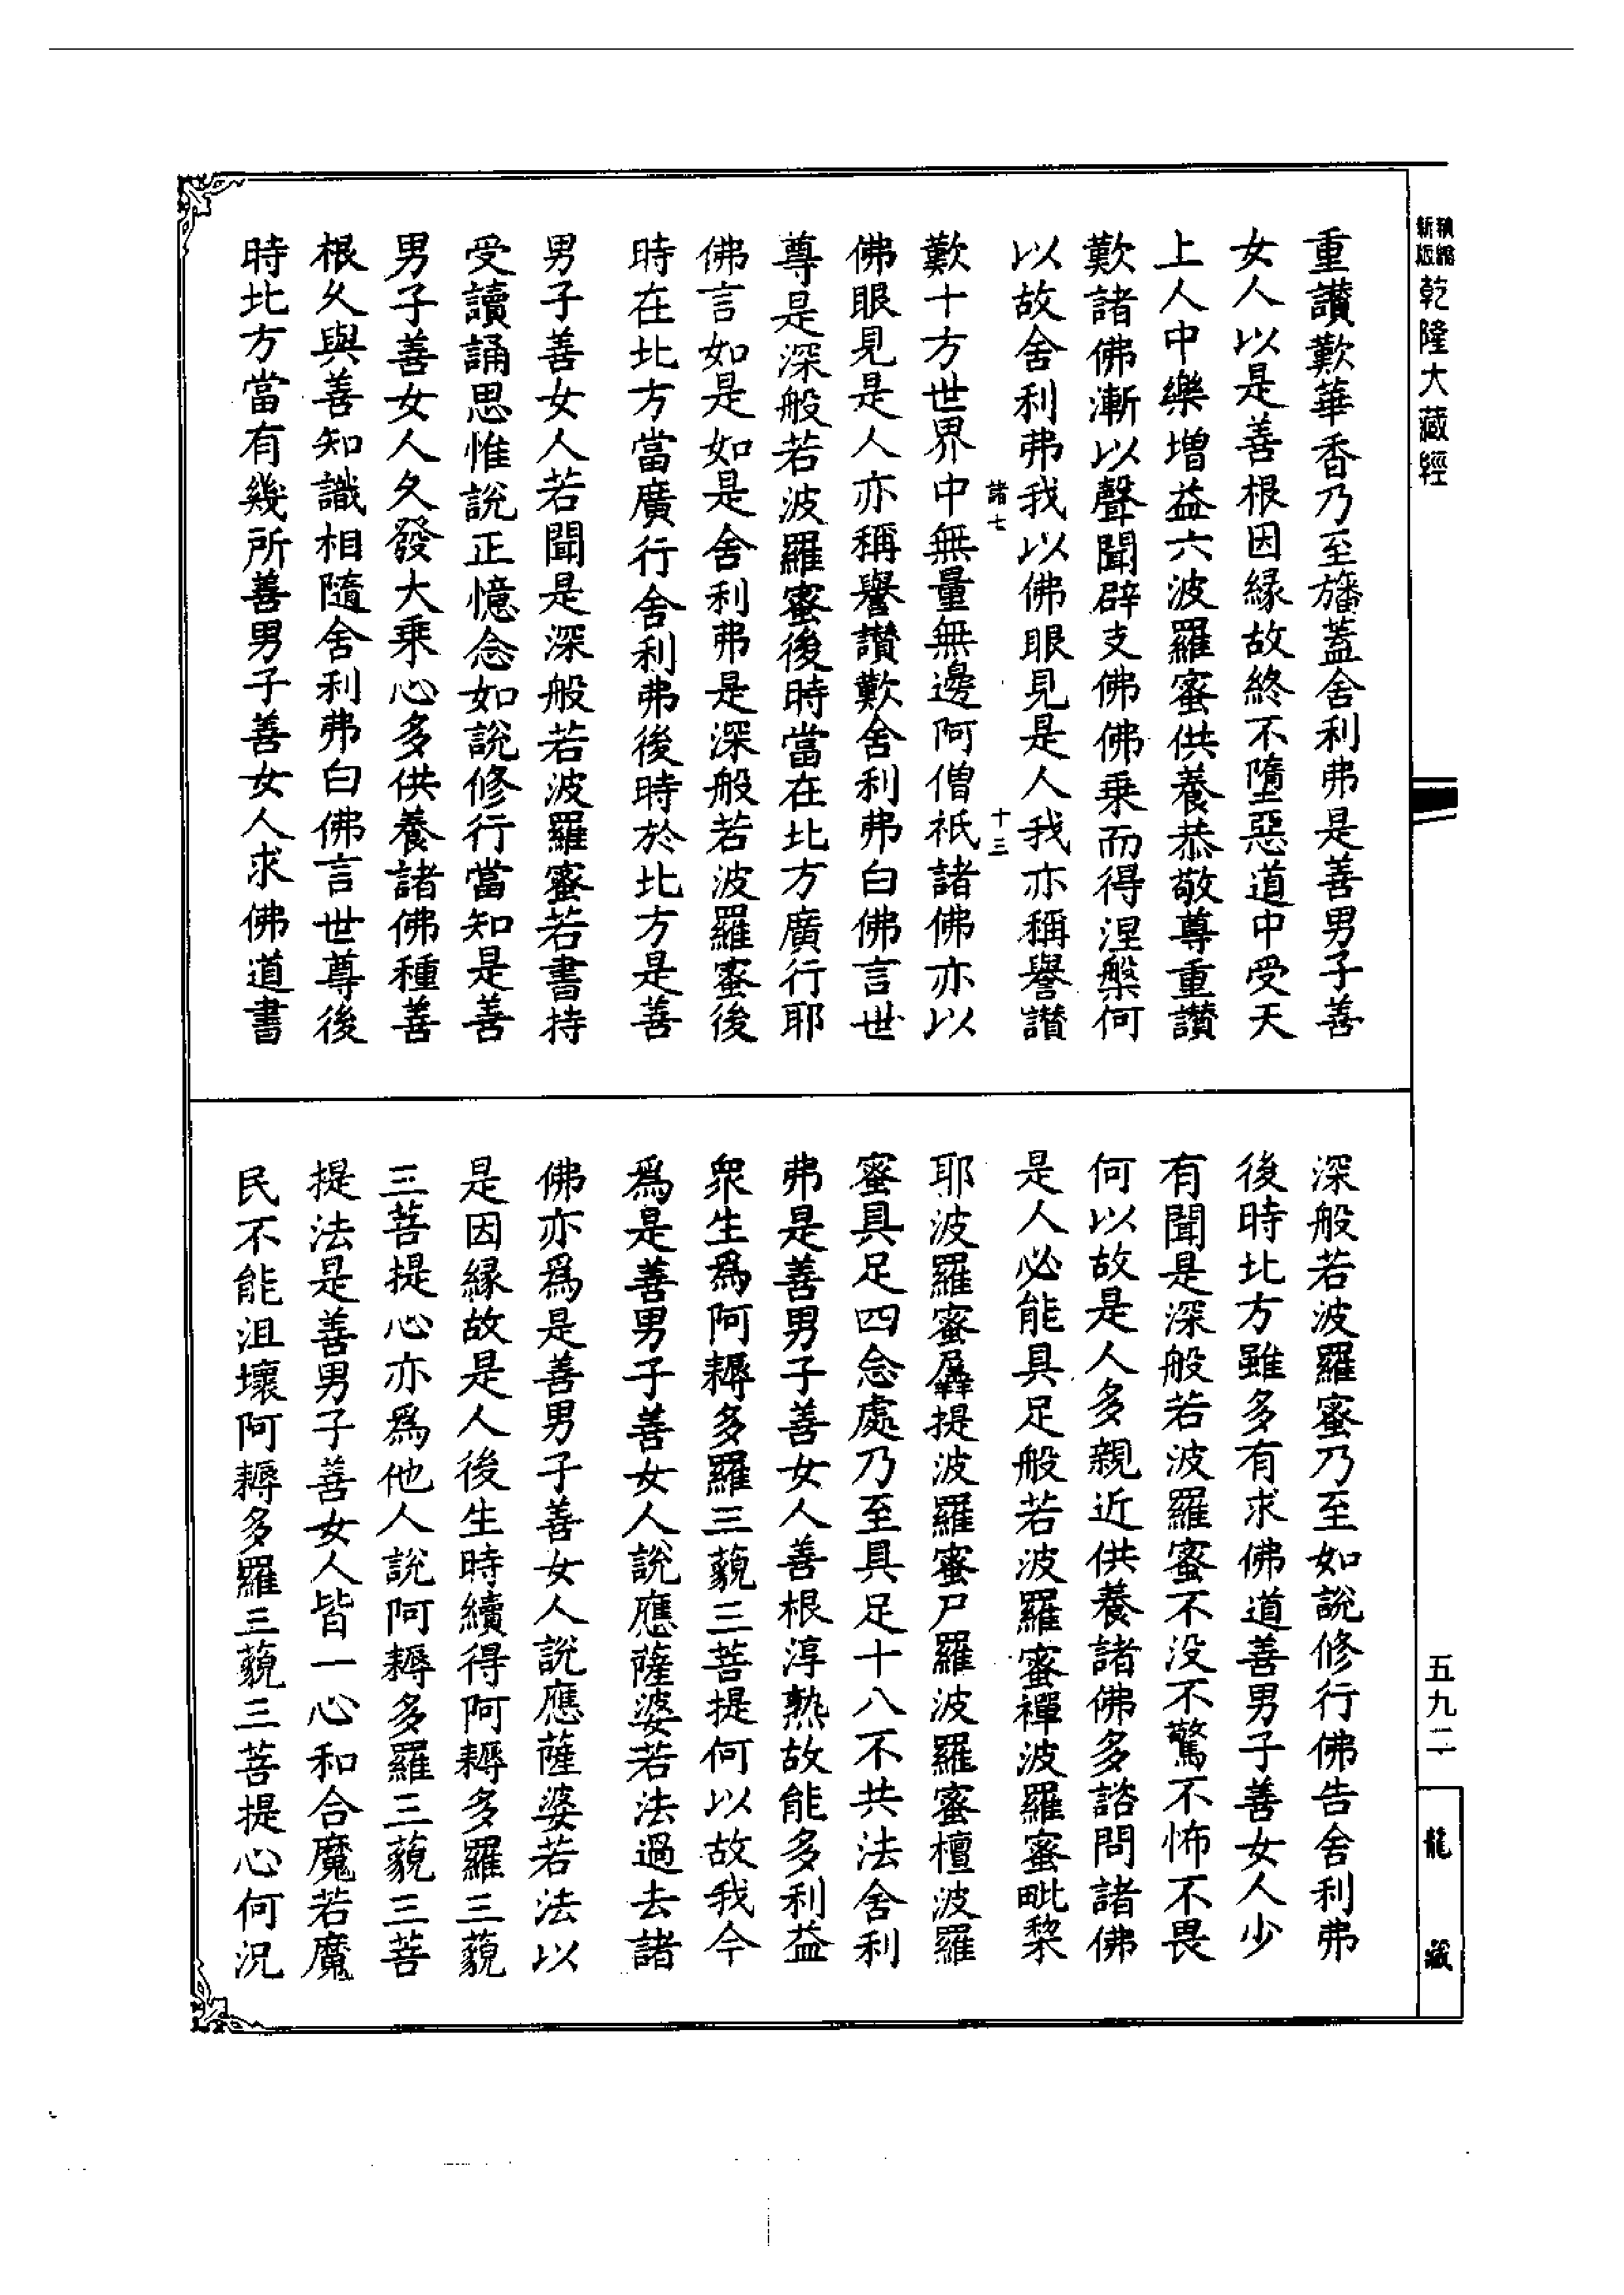 新編
新版
乾隆大藏經
重讚歎華香乃至旛蓋舍利弗是善男子善
女人以是善根因緣故終不墮惡道中受天
上人中樂增益六波羅蜜供養恭敬尊重讚
歎諸佛漸以聲聞辟支佛佛乘而得涅槃何
以故舍利弗我以佛眼見是人我亦稱譽讚
諸七
十三
歎十方世界中無量無邊阿僧祇諸佛亦以
佛眼見是人亦稱譽讚歎舍利弗白佛言世
尊是深般若波羅蜜後時當在北方廣行耶
佛言如是如是舍利弗是深般若波羅蜜後
時在北方當廣行舍利弗後時於北方是善
男子善女人若聞是深般若波羅蜜若書持
受讀誦思惟說正憶念如說修行當知是善
男子善女人久發大乘心多供養諸佛種善
根久與善知識相隨舍利弗白佛言世尊後
時北方當有幾所善男子善女人求佛道書
深般若波羅蜜乃至如說修行佛告舍利弗
後時北方雖多有求佛道善男子善女人少
有聞是深般若波羅蜜不没不驚不怖不畏
何以故是人多親近供養諸佛多諮問諸佛
是人必能具足般若波羅蜜禪波羅蜜毗棃
耶波羅蜜羼提波羅蜜尸羅波羅蜜檀波羅
蜜具足四念處乃至具足十八不共法舍利
弗是善男子善女人善根淳熟故能多利益
眾生爲阿耨多羅三藐三菩提何以故我今
爲是善男子善女人說應薩婆若法過去諸
佛亦爲是善男子善女人說應薩婆若法以
是因緣故是人後生時續得阿耨多羅三藐
三菩提心亦爲他人說阿耨多羅三藐三菩
提法是善男子善女人皆一心和合魔若魔
民不能沮壞阿耨多羅三藐三菩提心何況
五九二
龍藏